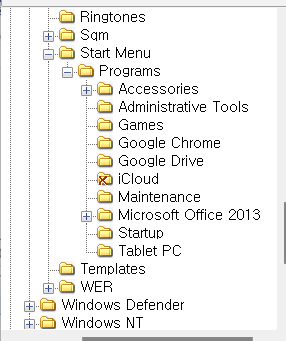 Ringtones
Sqm
Start Menu
Programs
Accessories
Administrative Tools
Games
Google Chrome
Google Drive
iCloud
Maintenance
Microsoft Office 2013
Startup
Tablet PC
Templates
WER
Windows Defender
Windows NT